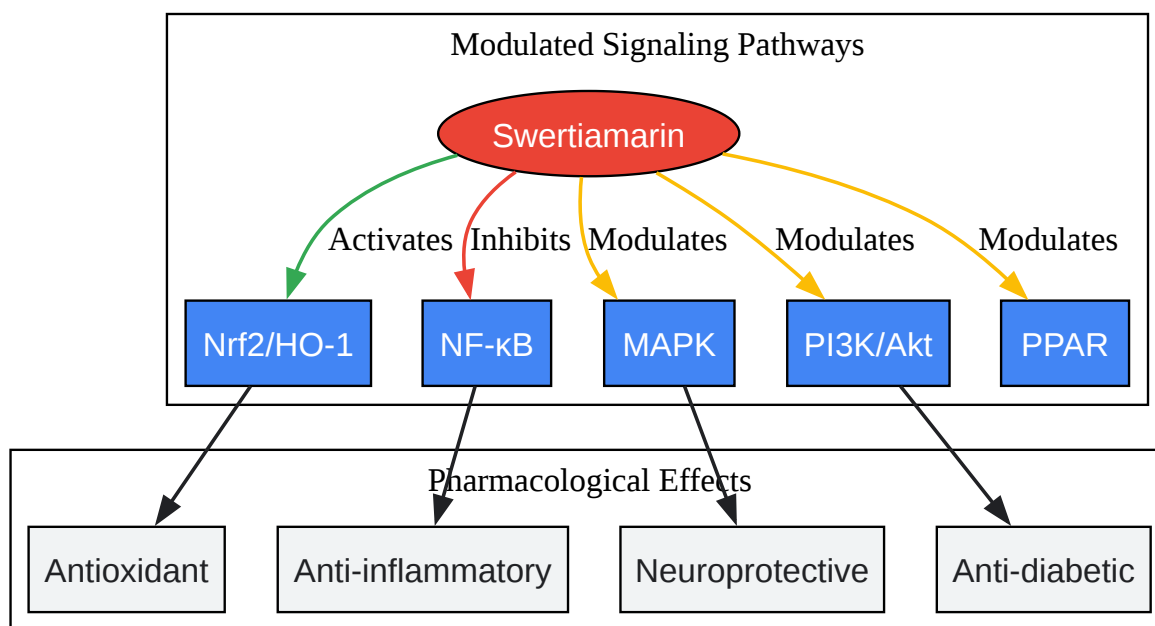 Modulated Signaling Pathways
Swertiamarin
Activates
Inhibits
Modulates
Modulates
Modulates
Nrf2/HO-1
NF-κB
MAPK
PI3K/Akt
PPAR
Pharmacological Effects
Antioxidant
Anti-inflammatory
Neuroprotective
Anti-diabetic